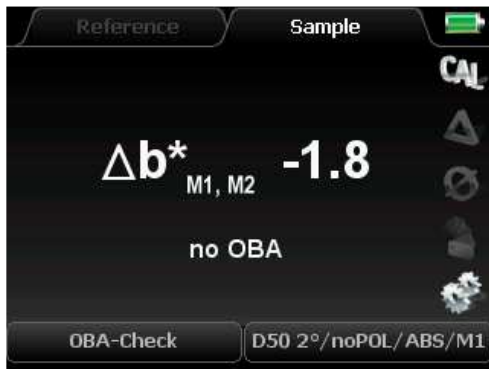 Reference
Sample
CAL
Δb* M1, M2 -1.8
no OBA
OBA-Check
D50 2°/noPOL/ABS/M1